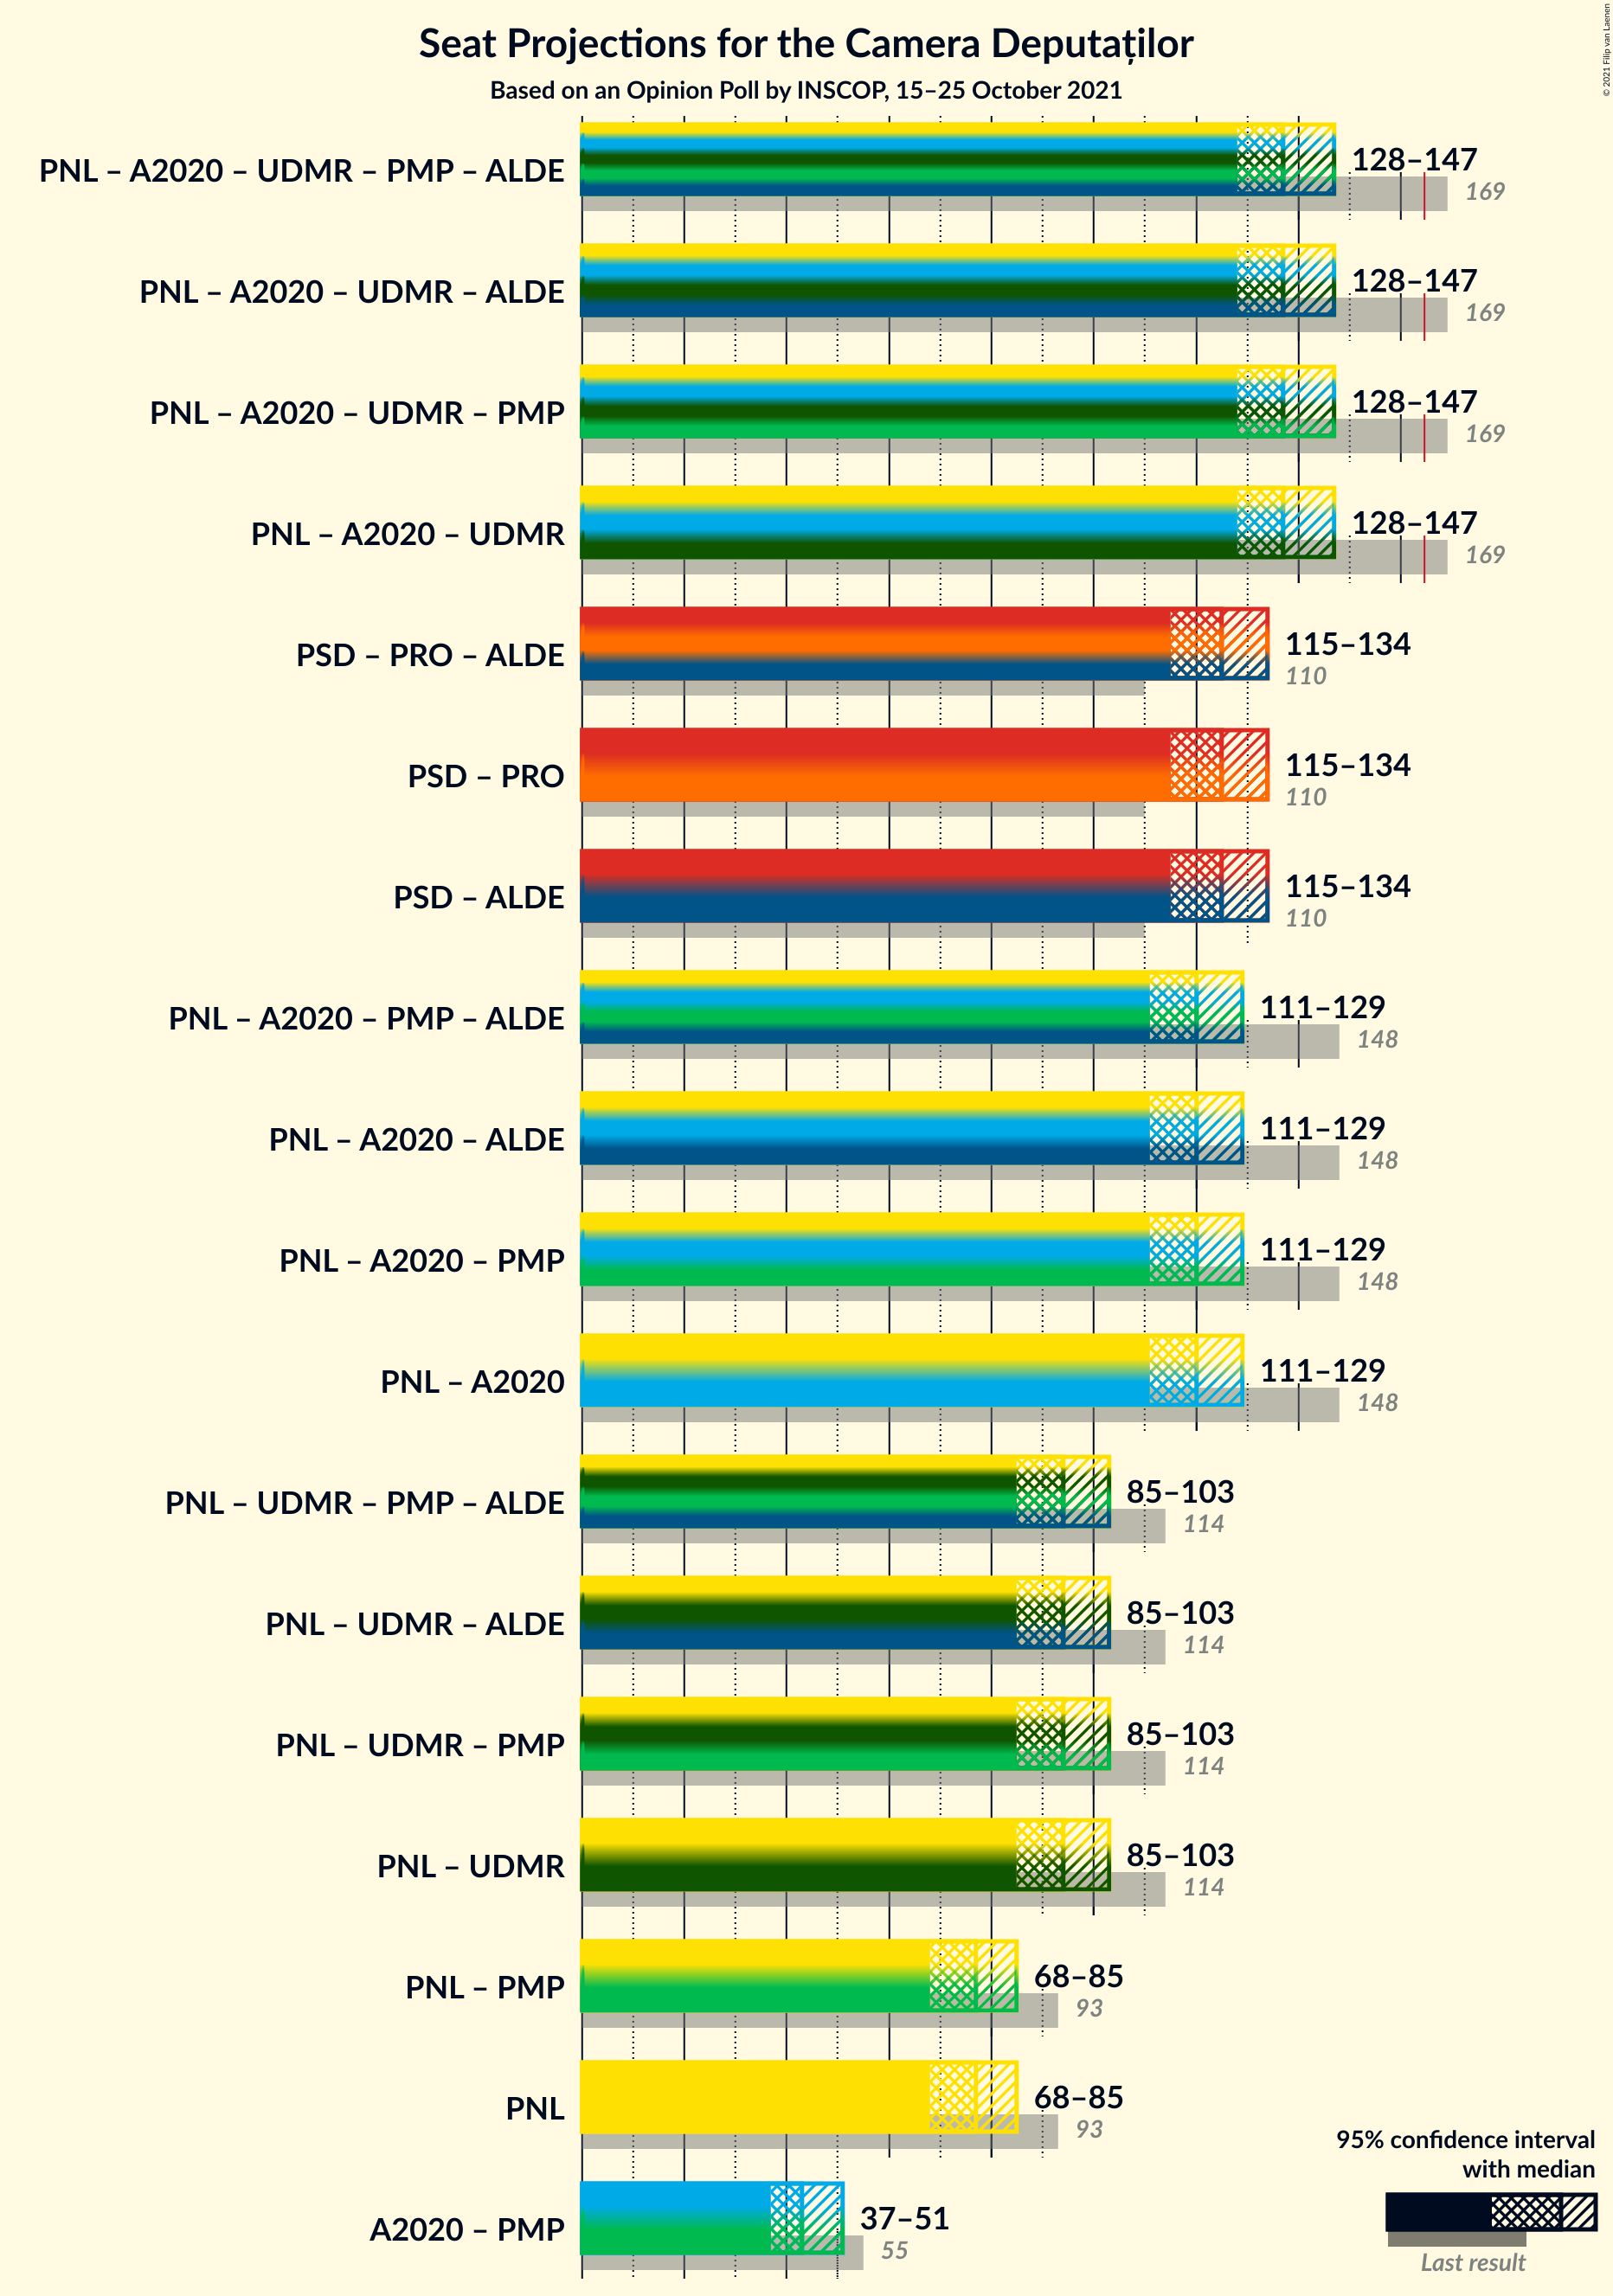 © 2021 Filip van Laenen
Seat Projections for the Camera Deputaților
Based on an Opinion Poll by INSCOP, 15–25 October 2021
PNL – A2020 – UDMR – PMP – ALDE
128–147
169
PNL – A2020 – UDMR – ALDE
128–147
169
PNL – A2020 – UDMR – PMP
128–147
169
PNL – A2020 – UDMR
128–147
169
PSD – PRO – ALDE
115–134
110
PSD – PRO
115–134
110
PSD – ALDE
115–134
110
PNL – A2020 – PMP – ALDE
111–129
148
PNL – A2020 – ALDE
111–129
148
PNL – A2020 – PMP
111–129
148
PNL – A2020
111–129
148
PNL – UDMR – PMP – ALDE
85–103
114
PNL – UDMR – ALDE
85–103
114
PNL – UDMR – PMP
85–103
114
PNL – UDMR
85–103
114
PNL – PMP
68–85
93
PNL
68–85
93
A2020 – PMP
37–51
55
95% confidence interval
with median
Last result